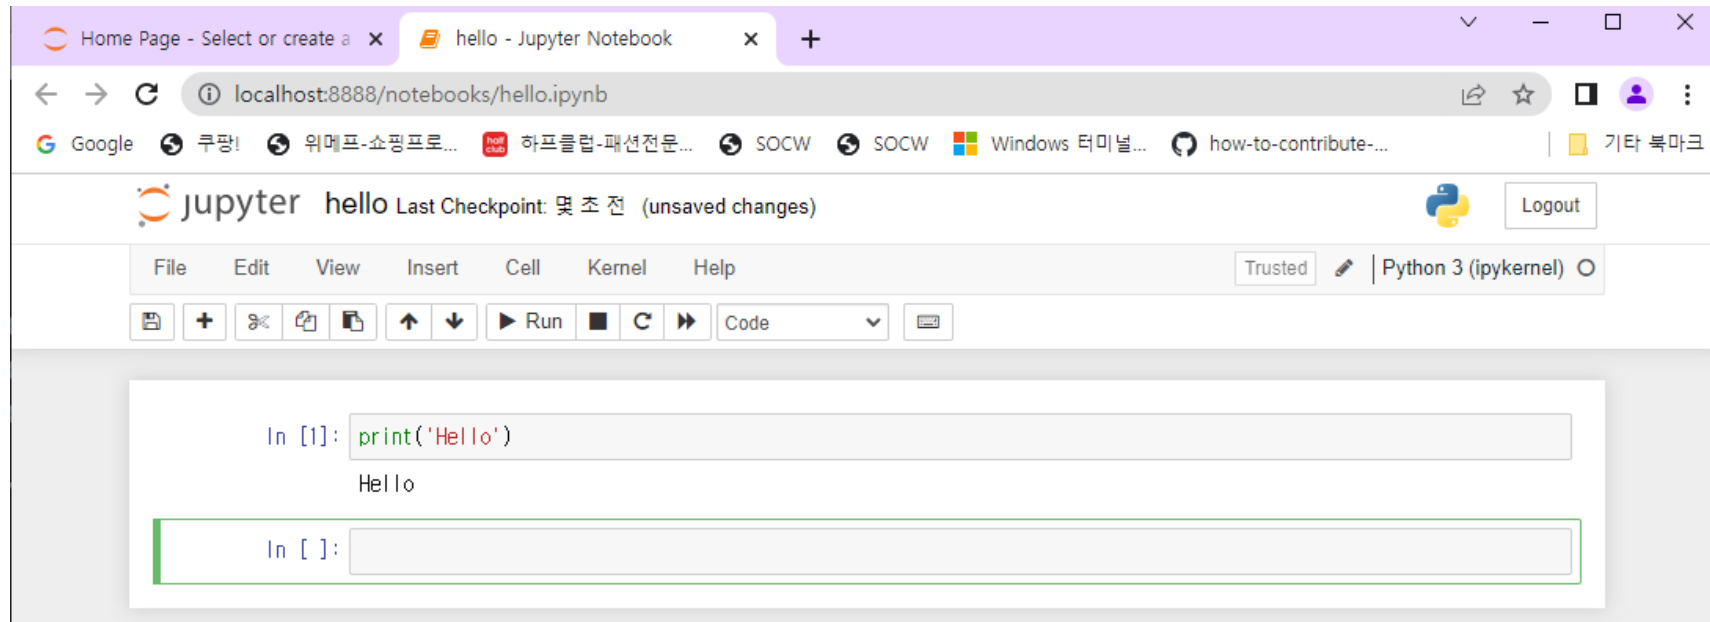 Home Page - Select or create a hello - Jupyter Notebook
localhost:8888/notebooks/hello.ipynb
Google 쿠팡! 위메프-쇼핑프로... half club 하프클럽-패션전문... SOCW SOCW Windows 터미널... how-to-contribute-... 기타 북마크
jupyter hello Last Checkpoint: 몇 초 전 (unsaved changes) Logout
File Edit View Insert Cell Kernel Help Trusted Python 3 (ipykernel)
Run Code
In [1]: print('Hello')
Hello
In [ ]: